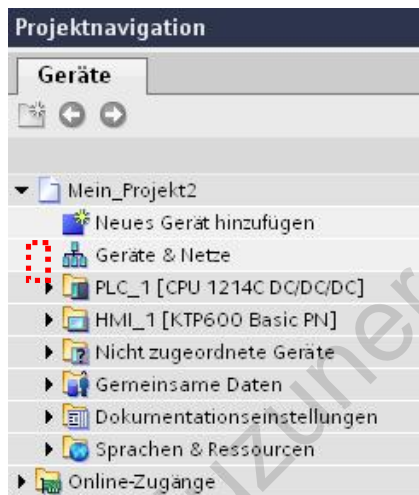 Projektnavigation
Geräte
Mein_Projekt2
Neues Gerät hinzufügen
Geräte & Netze
PLC_1 [CPU 1214C DC/DC/DC]
HMI_1 [KTP600 Basic PN]
Nicht zugeordnete Geräte
Gemeinsame Daten
Dokumentationseinstellungen
Sprachen & Ressourcen
Online-Zugänge